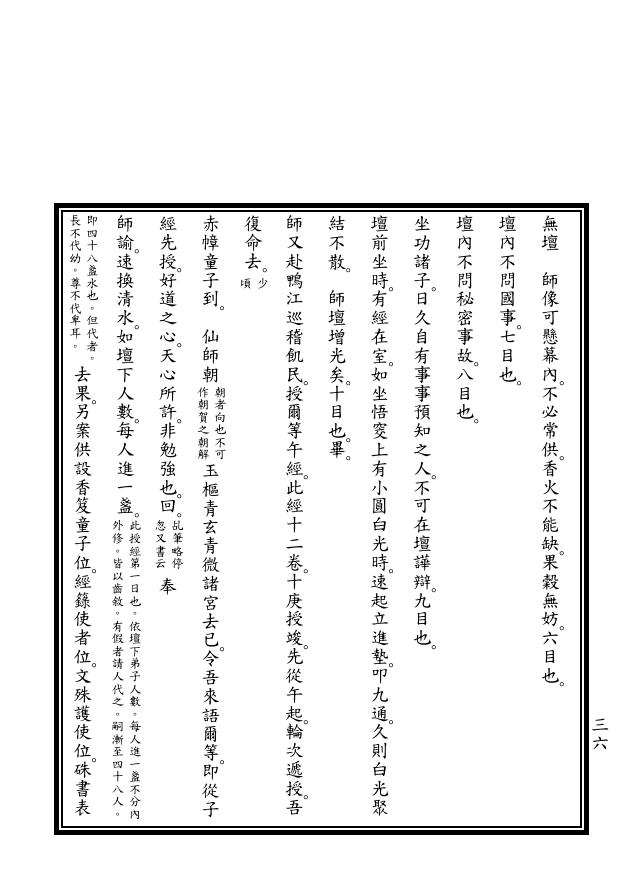 無壇　師像可懸幕內。不必常供。香火不能缺。果穀無妨。六目也。
壇內不問國事。七目也。
壇內不問秘密事故。八目也。
坐功諸子。日久自有事事預知之人。不可在壇譁辯。九目也。
壇前坐時。有經在室。如坐悟窔上有小圓白光時。速起立進墊。叩九通。久則白光聚
結不散。　師壇增光矣。十目也。畢。
師又赴鴨江巡稽飢民。授爾等午經。此經十二卷。十庚授竣。先從午起。輪次遞授。吾
復命去。少頃
赤幛童子到。　仙師朝朝者向也不可作朝賀之朝解玉樞青玄青微諸宮去已。令吾來語爾等。即從子
經先授。好道之心。天心所許。非勉強也。回。乩筆略停忽又書云　奉
師諭。速換清水。如壇下人數。每人進一盞。此授經第一日也。依壇下弟子人數。每人進一盞不分內外修。皆以齒敘。有假者請人代之。嗣漸至四十八人。
即四十八盞水也。但代者。長不代幼。尊不代卑耳。去果。另案供設香笈童子位。經籙使者位。文殊護使位。硃書表
三六